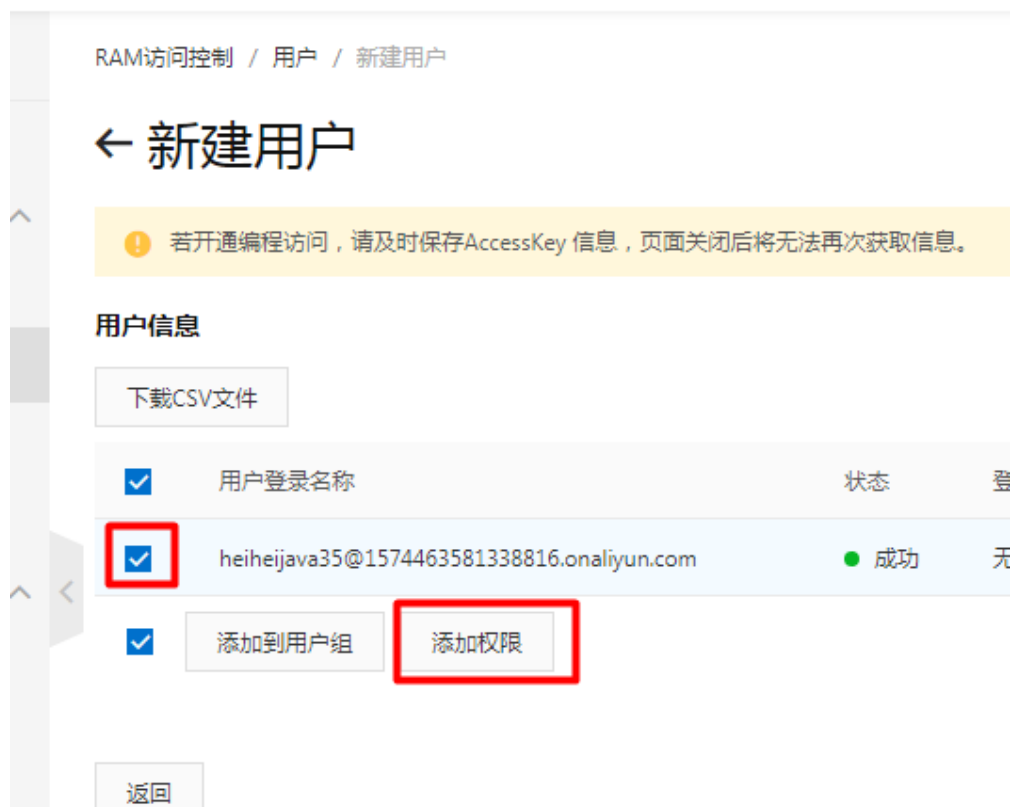 RAM访问控制 / 用户 / 新建用户
← 新建用户
若开通编程访问，请及时保存AccessKey 信息，页面关闭后将无法再次获取信息。
用户信息
下载CSV文件
用户登录名称 状态 登
heiheijava35@1574463581338816.onaliyun.com 成功 无
添加到用户组 添加权限
返回